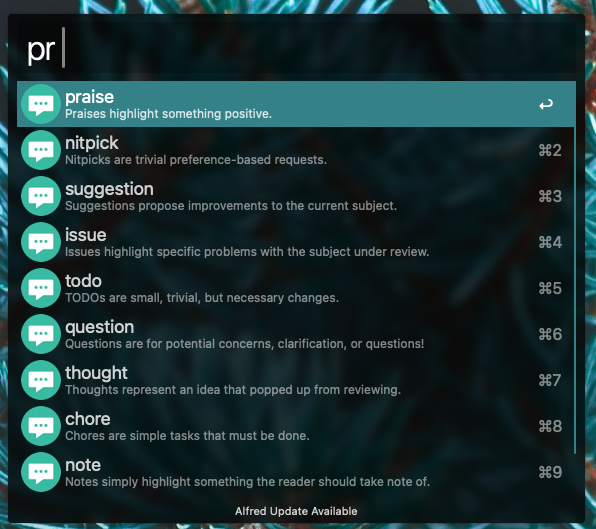 pr
praise
Praises highlight something positive.
↩
nitpick
Nitpicks are trivial preference-based requests.
⌘2
suggestion
Suggestions propose improvements to the current subject.
⌘3
issue
Issues highlight specific problems with the subject under review.
⌘4
todo
TODOs are small, trivial, but necessary changes.
⌘5
question
Questions are for potential concerns, clarification, or questions!
⌘6
thought
Thoughts represent an idea that popped up from reviewing.
⌘7
chore
Chores are simple tasks that must be done.
⌘8
note
Notes simply highlight something the reader should take note of.
⌘9
Alfred Update Available